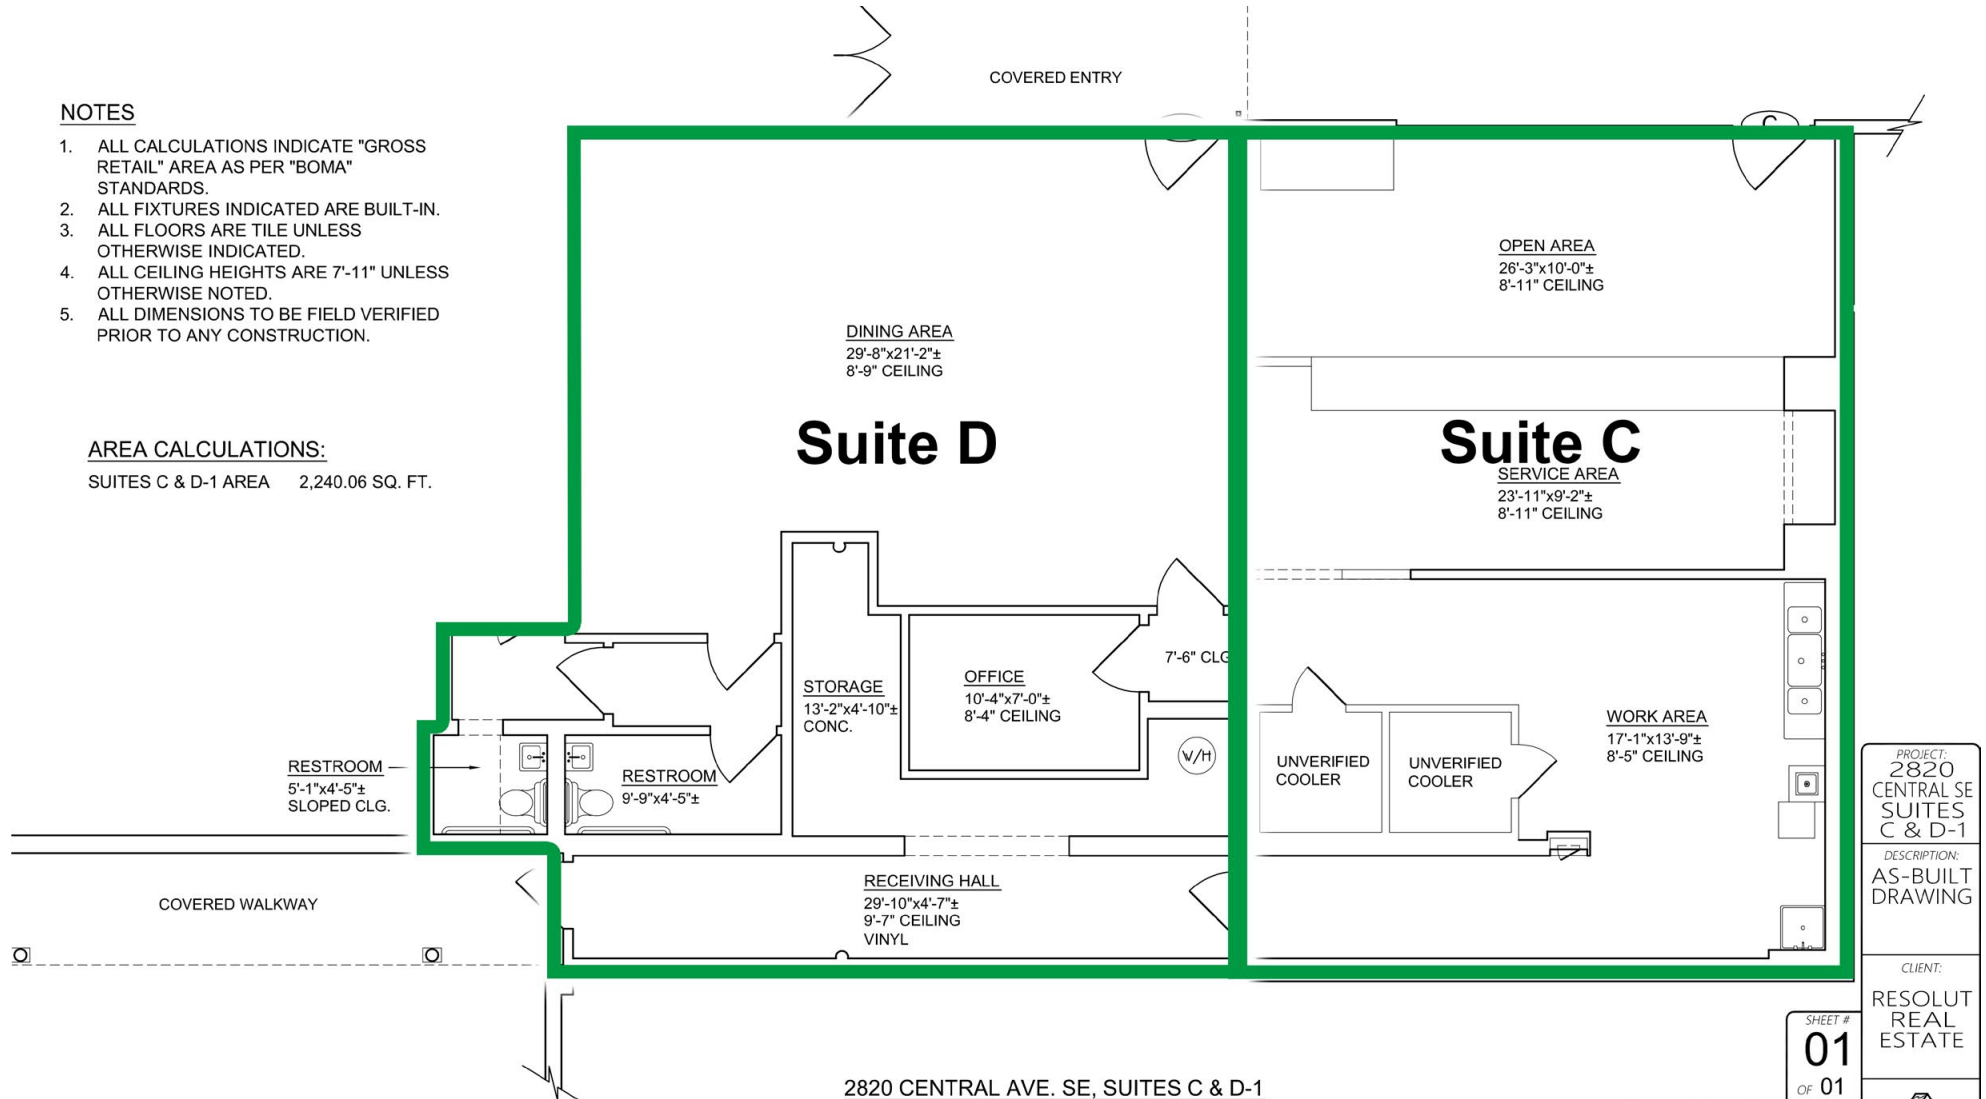 COVERED ENTRY
NOTES
1. ALL CALCULATIONS INDICATE "GROSS
RETAIL" AREA AS PER "BOMA"
STANDARDS.
2. ALL FIXTURES INDICATED ARE BUILT-IN.
3. ALL FLOORS ARE TILE UNLESS
OTHERWISE INDICATED.
4. ALL CEILING HEIGHTS ARE 7'-11" UNLESS
OTHERWISE NOTED.
5. ALL DIMENSIONS TO BE FIELD VERIFIED
PRIOR TO ANY CONSTRUCTION.
AREA CALCULATIONS:
SUITES C & D-1 AREA 2,240.06 SQ. FT.
C
OPEN AREA
26'-3"x10'-0"±
8'-11" CEILING
DINING AREA
29'-8"x21'-2"±
8'-9" CEILING
Suite D
Suite C
SERVICE AREA
23'-11"x9'-2"±
8'-11" CEILING
7'-6" CLG
STORAGE
13'-2"x4'-10"±
CONC.
OFFICE
10'-4"x7'-0"±
8'-4" CEILING
WORK AREA
17'-1"x13'-9"±
8'-5" CEILING
W/H
UNVERIFIED
COOLER
UNVERIFIED
COOLER
RESTROOM
5'-1"x4'-5"±
SLOPED CLG.
RESTROOM
9'-9"x4'-5"±
COVERED WALKWAY
RECEIVING HALL
29'-10"x4'-7"±
9'-7" CEILING
VINYL
PROJECT:
2820
CENTRAL SE
SUITES
C & D-1
DESCRIPTION:
AS-BUILT
DRAWING
CLIENT:
RESOLUT
REAL
ESTATE
SHEET #
01
OF 01
2820 CENTRAL AVE. SE, SUITES C & D-1